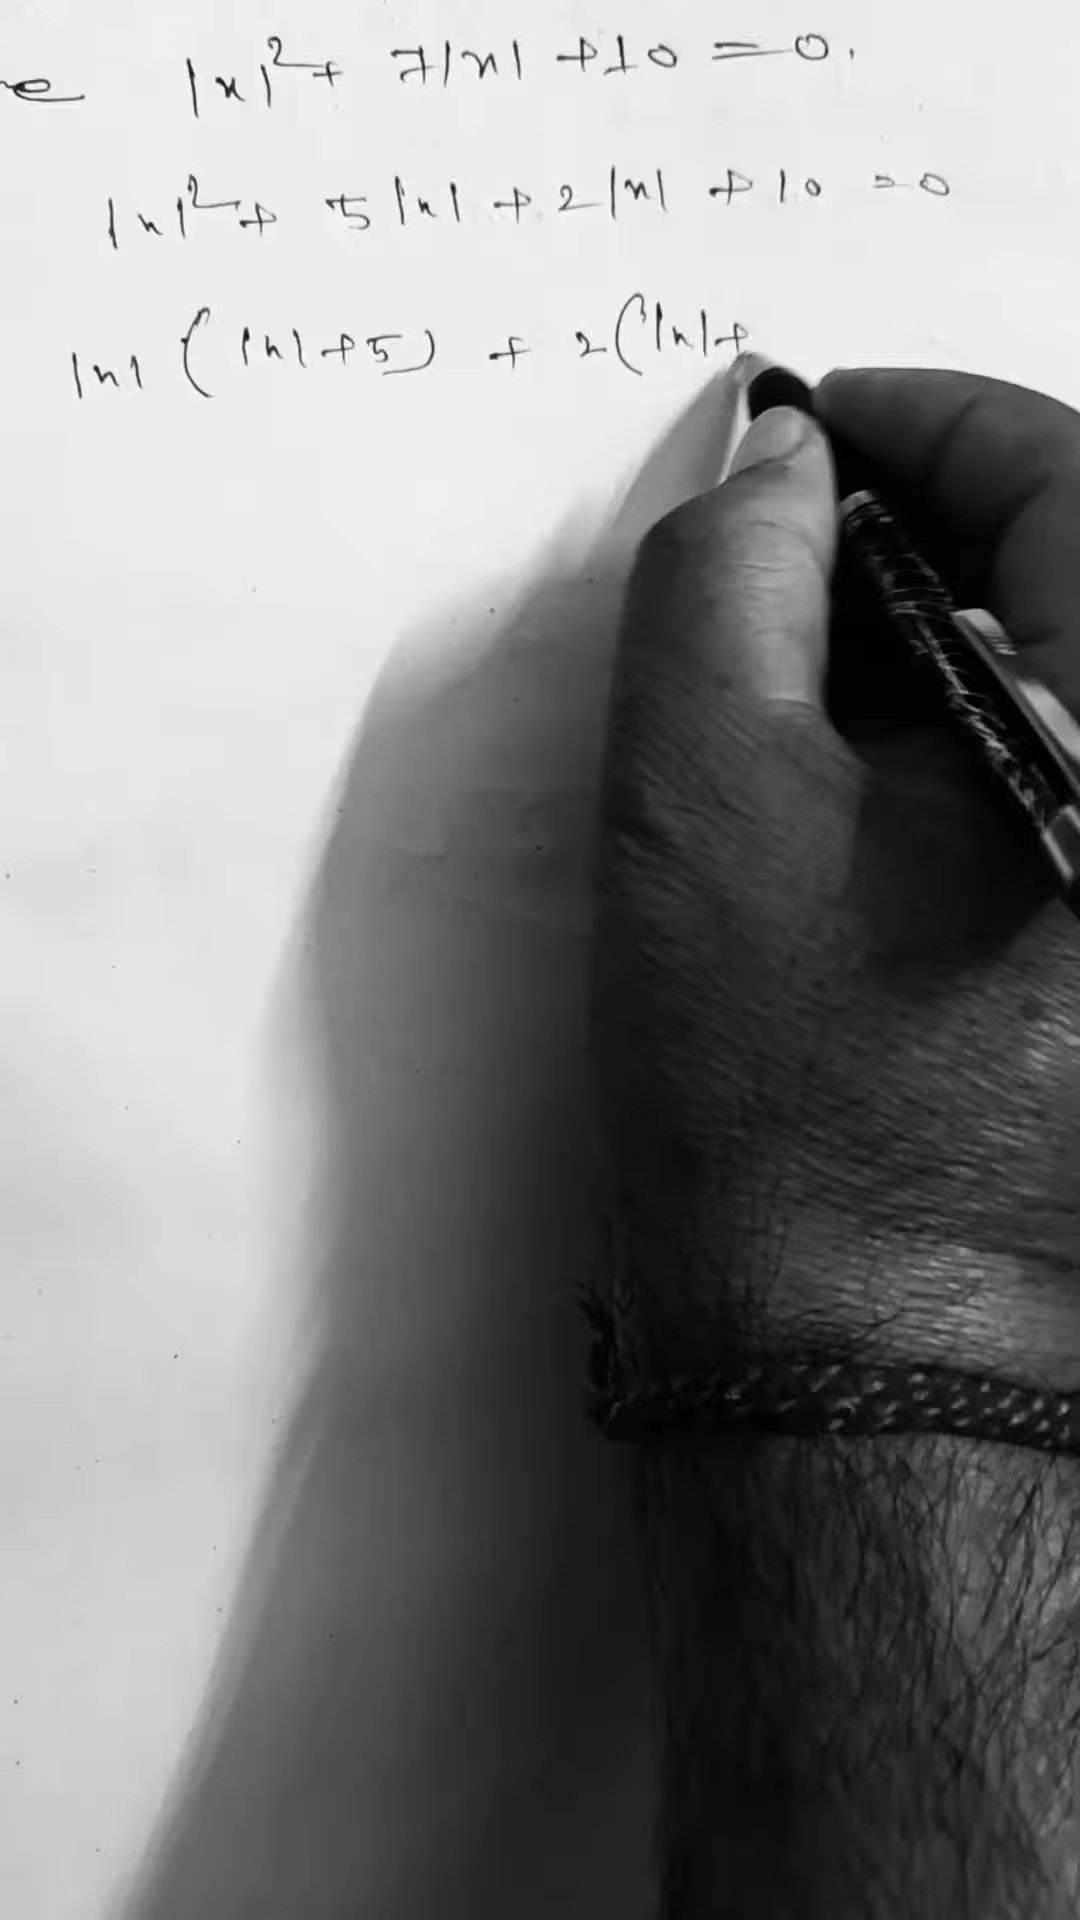 |x|² + 7|x| + 10 = 0.
|x|² + 5|x| + 2|x| + 10 = 0
|x| ( |x| + 5) + 2( |x| +